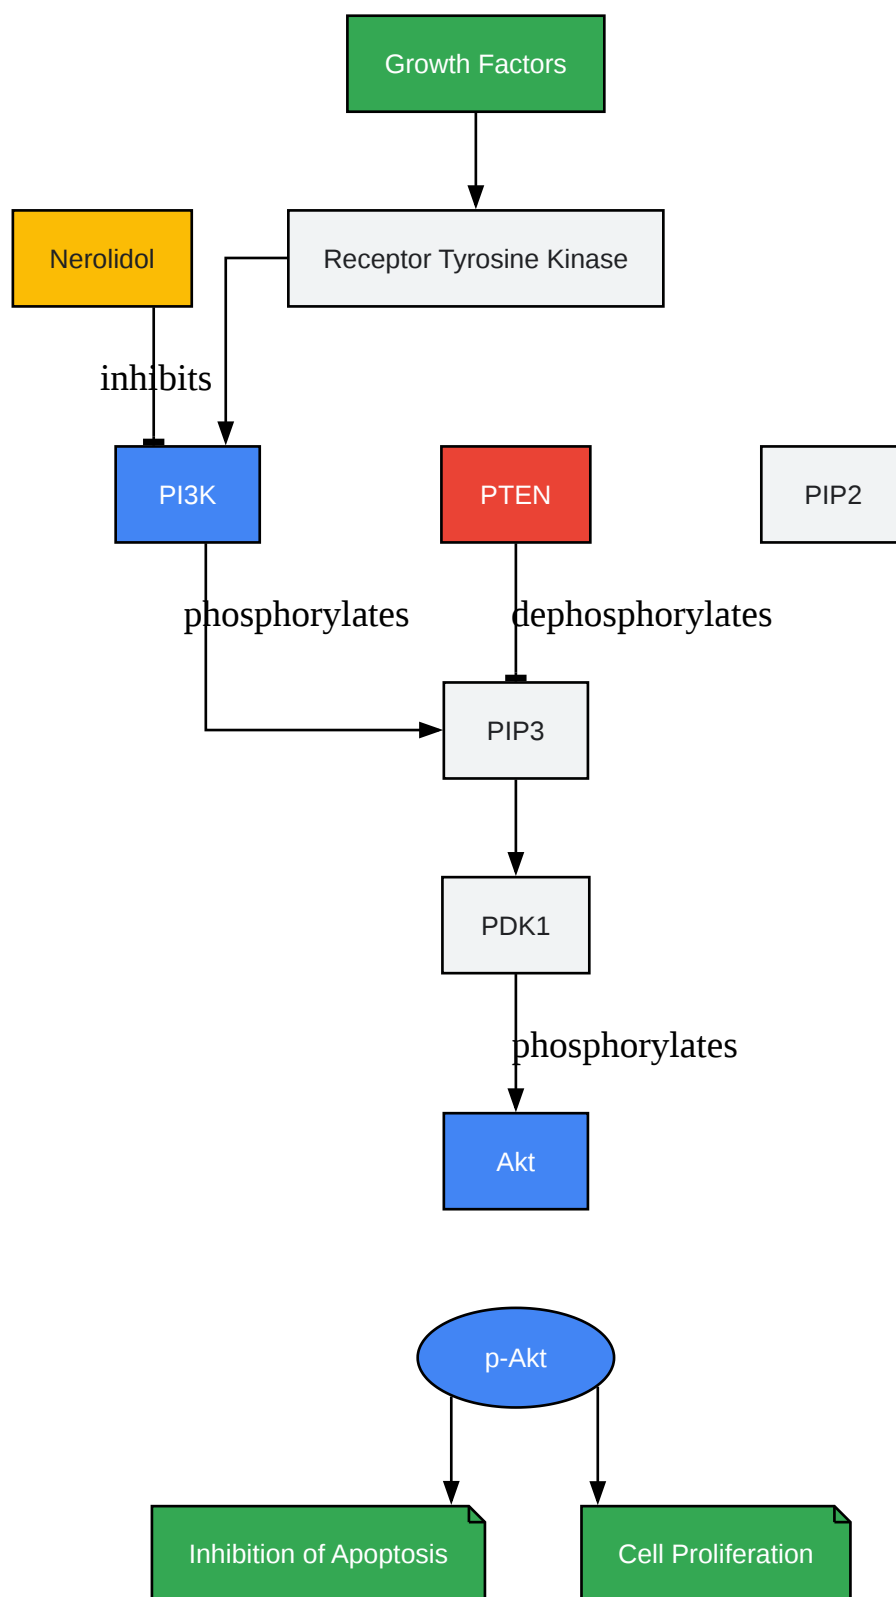 Growth Factors
Nerolidol
Receptor Tyrosine Kinase
inhibits
PI3K
PTEN
PIP2
phosphorylates
dephosphorylates
PIP3
PDK1
phosphorylates
Akt
p-Akt
Inhibition of Apoptosis
Cell Proliferation